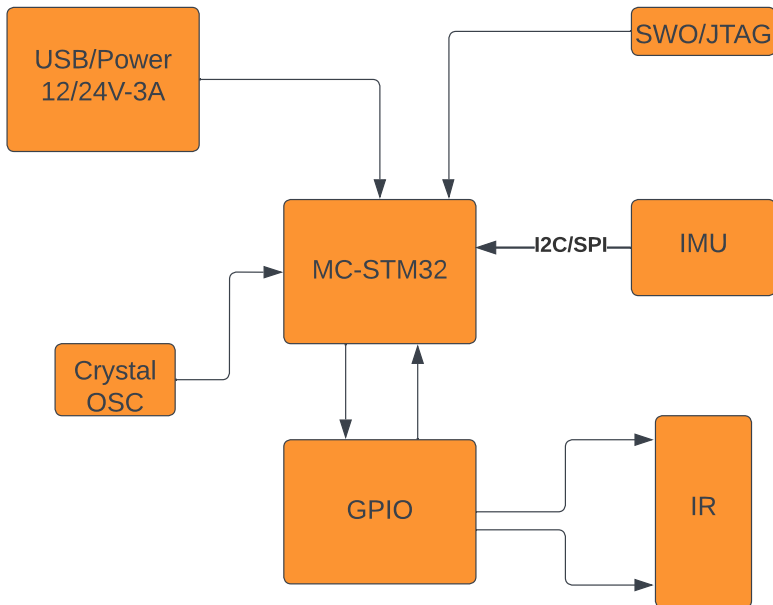 USB/Power
12/24V-3A
SWO/JTAG
MC-STM32
I2C/SPI
IMU
Crystal
OSC
GPIO
IR